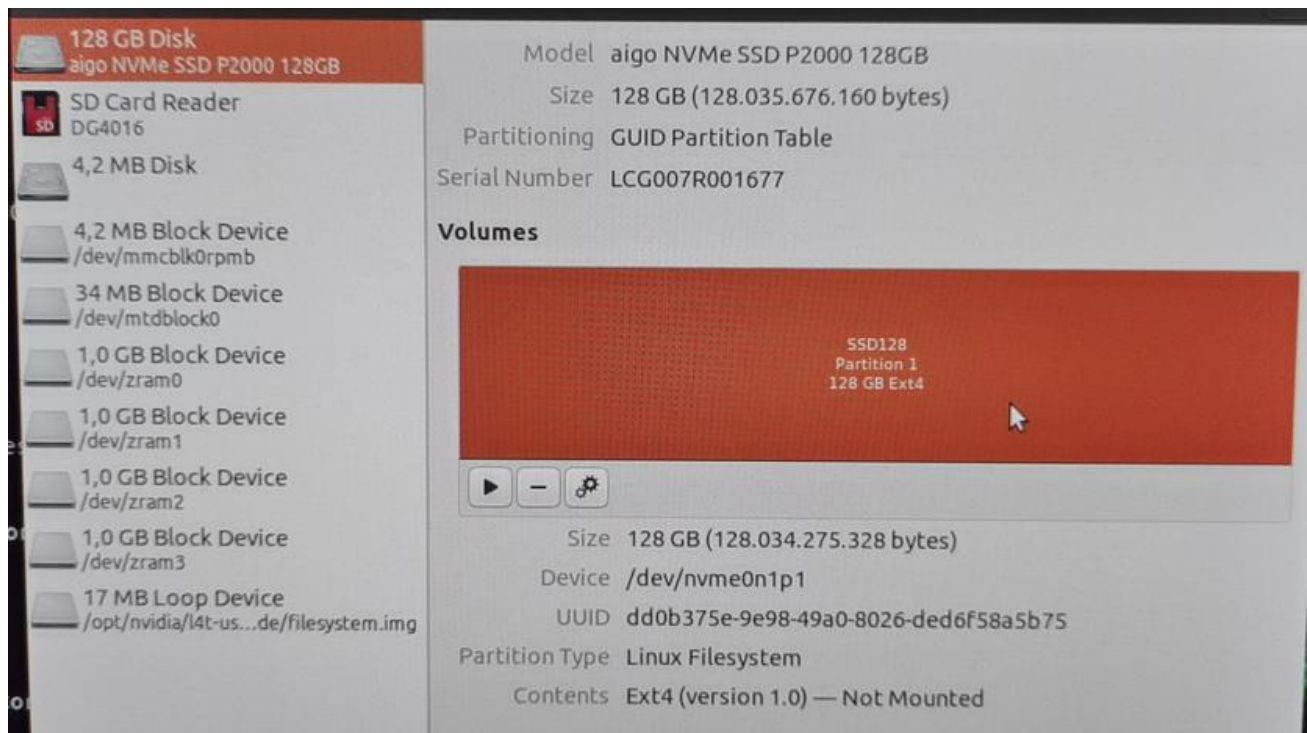 128 GB Disk
aigo NVMe SSD P2000 128GB
SD Card Reader
DG4016
4,2 MB Disk
4,2 MB Block Device
/dev/mmcblk0rpmb
34 MB Block Device
/dev/mtdblock0
1,0 GB Block Device
/dev/zram0
1,0 GB Block Device
/dev/zram1
1,0 GB Block Device
/dev/zram2
1,0 GB Block Device
/dev/zram3
17 MB Loop Device
/opt/nvidia/l4t-us...de/filesystem.img
Model aigo NVMe SSD P2000 128GB
Size 128 GB (128.035.676.160 bytes)
Partitioning GUID Partition Table
Serial Number LCG007R001677
Volumes
SSD128
Partition 1
128 GB Ext4
Size 128 GB (128.034.275.328 bytes)
Device /dev/nvme0n1p1
UUID dd0b375e-9e98-49a0-8026-ded6f58a5b75
Partition Type Linux Filesystem
Contents Ext4 (version 1.0) — Not Mounted